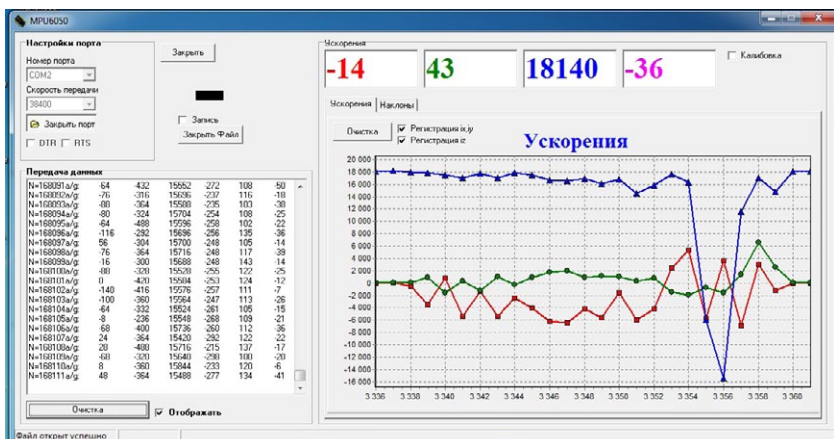 MPU6050
Настройки порта
Номер порта
COM2
Скорость передачи
38400
Закрыть порт
DTR RTS
Закрыть
Запись
Закрыть Файл
Передача данных
N=168091a/g: -64 -432 15552 -272 108 -50
N=168092a/g: -76 -316 15696 -237 116 -18
N=168093a/g: -88 -364 15588 -235 103 -38
N=168094a/g: -80 -324 15704 -254 108 -25
N=168095a/g: -64 -488 15596 -258 102 -22
N=168096a/g: -116 -292 15696 -256 135 -36
N=168097a/g: 56 -304 15700 -248 105 -14
N=168098a/g: -76 -364 15716 -248 117 -39
N=168099a/g: -16 -300 15688 -248 143 -14
N=168100a/g: -88 -320 15528 -255 122 -25
N=168101a/g: 0 -420 15584 -253 124 -12
N=168102a/g: -140 -416 15576 -257 111 -7
N=168103a/g: -100 -360 15564 -247 113 -26
N=168104a/g: -64 -332 15524 -261 105 -15
N=168105a/g: -8 -236 15548 -268 109 -21
N=168106a/g: -68 -400 15736 -260 112 -36
N=168107a/g: 24 -364 15420 -292 122 -22
N=168108a/g: 28 -488 15716 -215 137 -17
N=168109a/g: -68 -320 15640 -298 100 -20
N=168110a/g: 8 -360 15844 -233 120 -6
N=168111a/g: 48 -364 15488 -277 134 -41
Очистка
Отображать
Файл открыт успешно
Ускорения
-14 43 18140 -36
Калибовка
Ускорения Наклоны
Очистка
Регистрация ix,iy
Регистрация iz
Ускорения
20 000
18 000
16 000
14 000
12 000
10 000
8 000
6 000
4 000
2 000
0
-2 000
-4 000
-6 000
-8 000
-10 000
-12 000
-14 000
-16 000
3 336 3 338 3 340 3 342 3 344 3 346 3 348 3 350 3 352 3 354 3 356 3 358 3 360